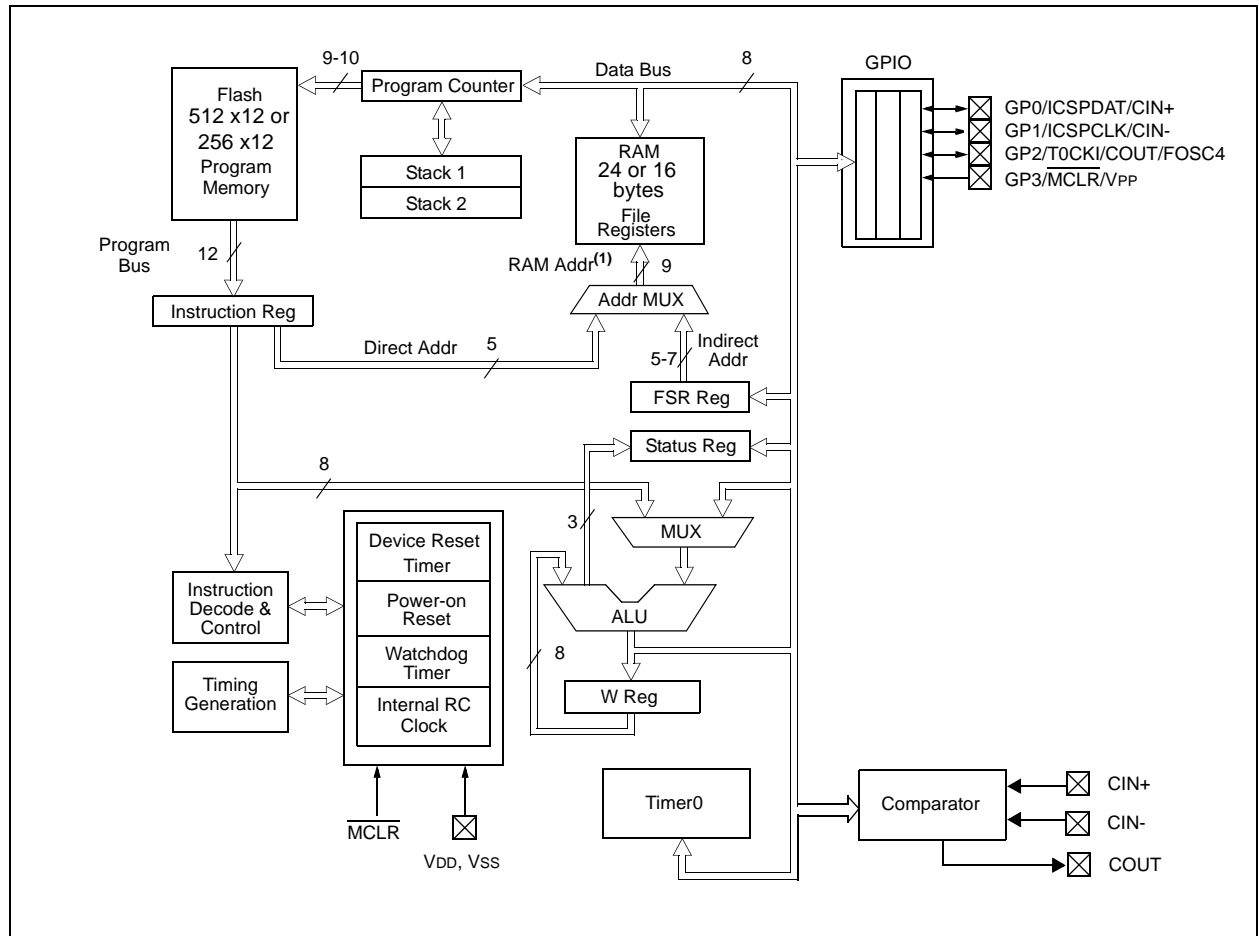 9-10
Data Bus
8
GPIO
Flash
512 x12 or
256 x12
Program
Memory
Program Counter
Stack 1
Stack 2
RAM
24 or 16
bytes
File
Registers
GP0/ICSPDAT/CIN+
GP1/ICSPCLK/CIN-
GP2/T0CKI/COUT/FOSC4
GP3/MCLR/VPP
Program
Bus
12
RAM Addr(1)
9
Addr MUX
Instruction Reg
Direct Addr
5
5-7
Indirect
Addr
FSR Reg
Status Reg
8
3
MUX
Device Reset
Timer
Power-on
Reset
Watchdog
Timer
Internal RC
Clock
Instruction
Decode &
Control
ALU
8
W Reg
Timing
Generation
MCLR
VDD, VSS
Timer0
Comparator
CIN+
CIN-
COUT